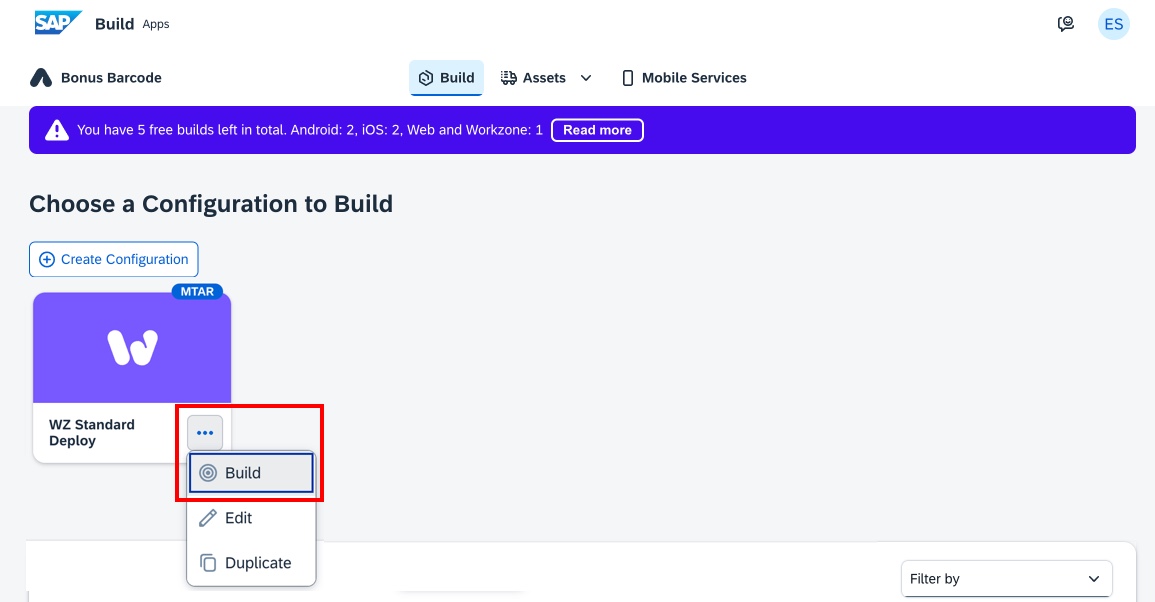 SAP Build Apps
ES
Bonus Barcode
Build
Assets
Mobile Services
You have 5 free builds left in total. Android: 2, iOS: 2, Web and Workzone: 1
Read more
Choose a Configuration to Build
Create Configuration
MTAR
WZ Standard
Deploy
Build
Edit
Duplicate
Filter by